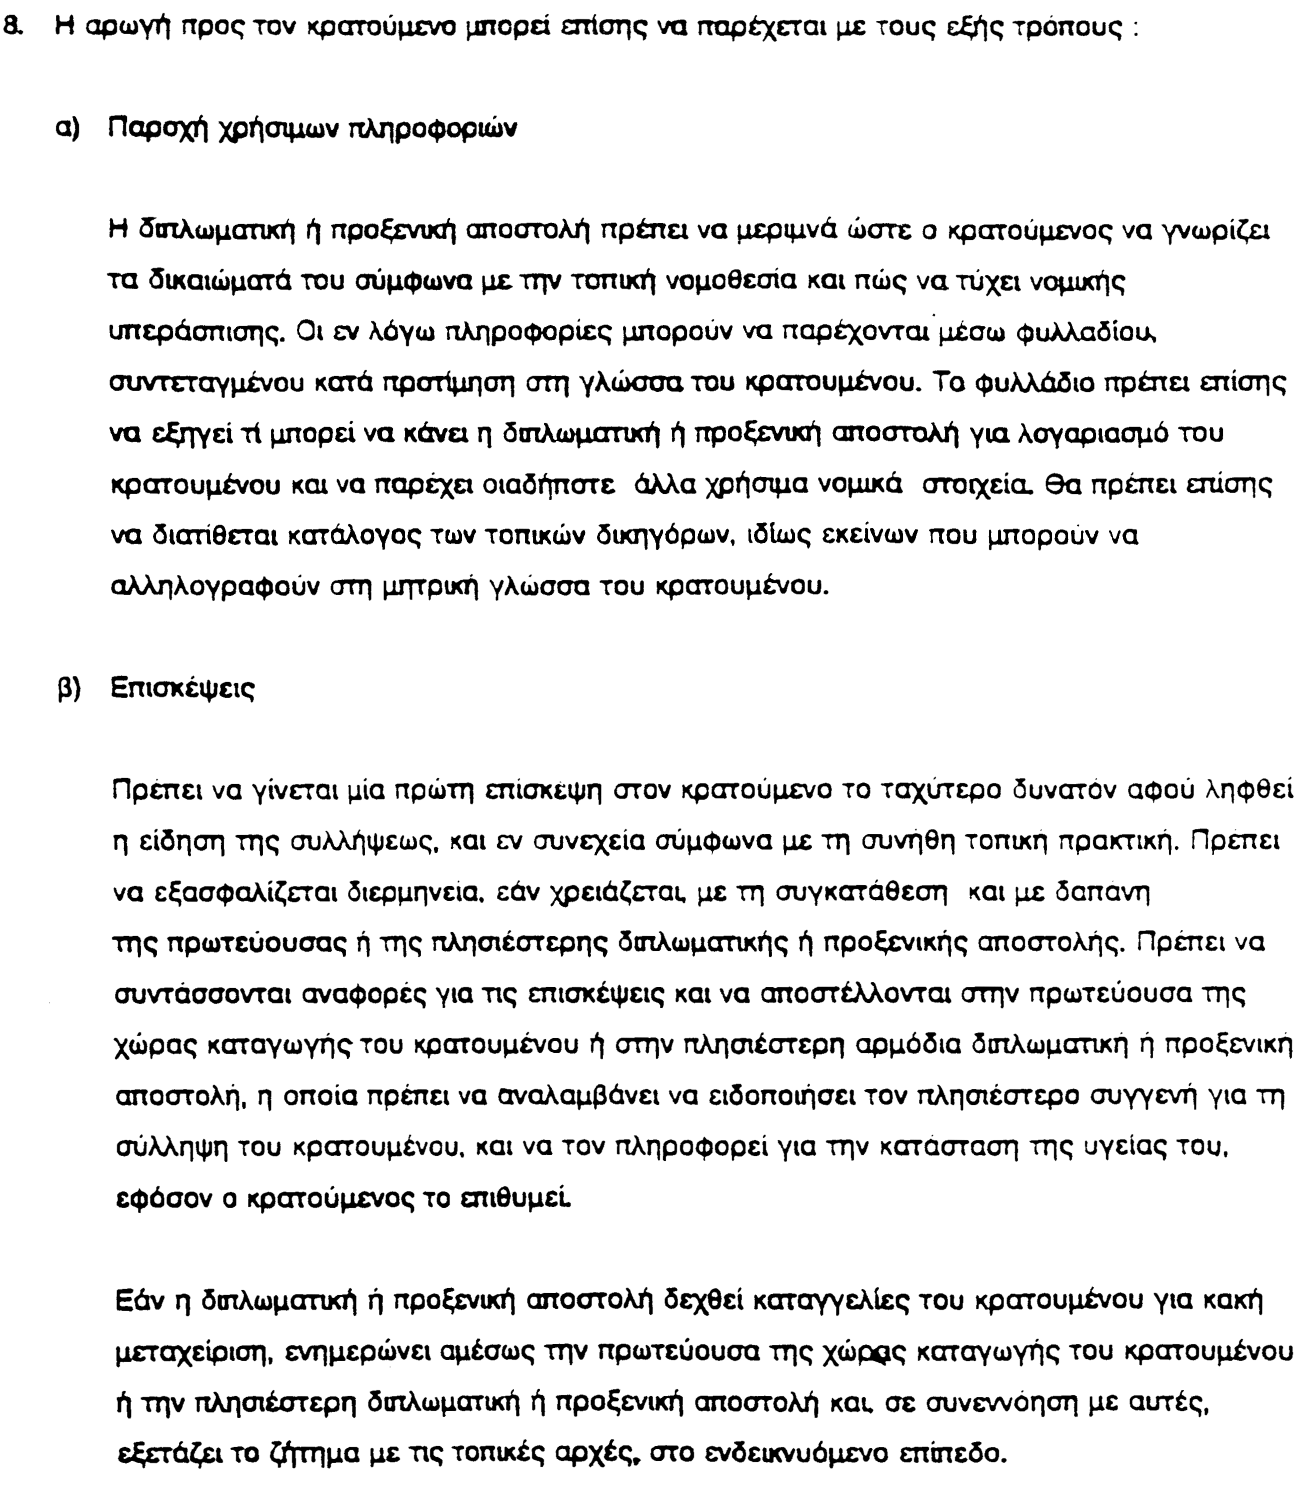 8. Η αρωγή προς τον κρατούμενο μπορεί επίσης να παρέχεται με τους εξής τρόπους :
α) Παροχή χρήσιμων πληροφοριών
Η διπλωματική ή προξενική αποστολή πρέπει να μεριμνά ώστε ο κρατούμενος να γνωρίζει
τα δικαιώματά του σύμφωνα με την τοπική νομοθεσία και πώς να τύχει νομικής
υπεράσπισης. Οι εν λόγω πληροφορίες μπορούν να παρέχονται μέσω φυλλαδίου,
συντεταγμένου κατά προτίμηση στη γλώσσα του κρατουμένου. Το φυλλάδιο πρέπει επίσης
να εξηγεί τί μπορεί να κάνει η διπλωματική ή προξενική αποστολή για λογαριασμό του
κρατουμένου και να παρέχει οιαδήποτε άλλα χρήσιμα νομικά στοιχεία. Θα πρέπει επίσης
να διατίθεται κατάλογος των τοπικών δικηγόρων, ιδίως εκείνων που μπορούν να
αλληλογραφούν στη μητρική γλώσσα του κρατουμένου.
β) Επισκέψεις
Πρέπει να γίνεται μία πρώτη επίσκεψη στον κρατούμενο το ταχύτερο δυνατόν αφού ληφθεί
η είδηση της συλλήψεως, και εν συνεχεία σύμφωνα με τη συνήθη τοπική πρακτική. Πρέπει
να εξασφαλίζεται διερμηνεία, εάν χρειάζεται, με τη συγκατάθεση και με δαπάνη
της πρωτεύουσας ή της πλησιέστερης διπλωματικής ή προξενικής αποστολής. Πρέπει να
συντάσσονται αναφορές για τις επισκέψεις και να αποστέλλονται στην πρωτεύουσα της
χώρας καταγωγής του κρατουμένου ή στην πλησιέστερη αρμόδια διπλωματική ή προξενική
αποστολή, η οποία πρέπει να αναλαμβάνει να ειδοποιήσει τον πλησιέστερο συγγενή για τη
σύλληψη του κρατουμένου, και να τον πληροφορεί για την κατάσταση της υγείας του,
εφόσον ο κρατούμενος το επιθυμεί.
Εάν η διπλωματική ή προξενική αποστολή δεχθεί καταγγελίες του κρατουμένου για κακή
μεταχείριση, ενημερώνει αμέσως την πρωτεύουσα της χώρας καταγωγής του κρατουμένου
ή την πλησιέστερη διπλωματική ή προξενική αποστολή και, σε συνεννόηση με αυτές,
εξετάζει το ζήτημα με τις τοπικές αρχές, στο ενδεικνυόμενο επίπεδο.